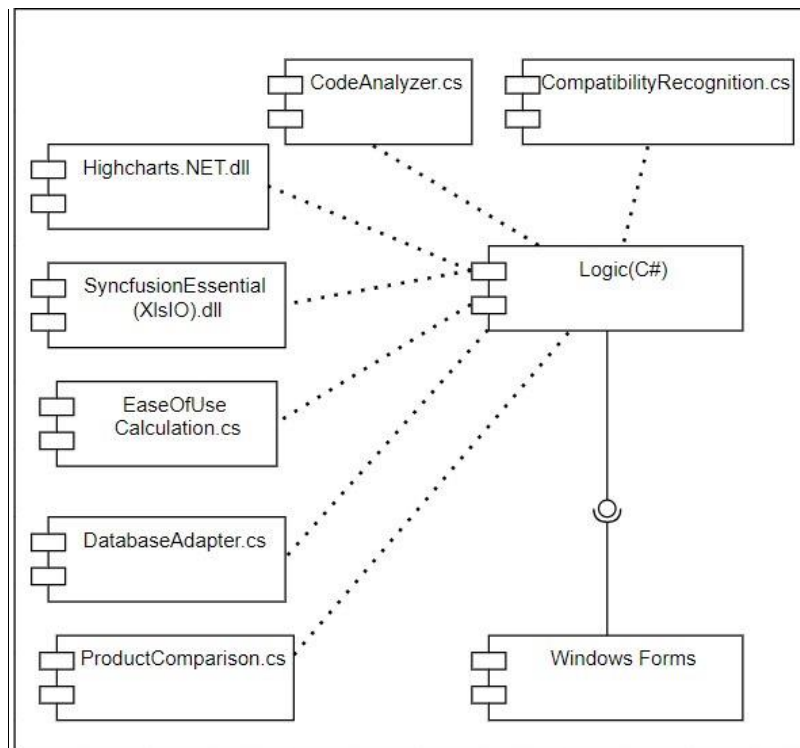 CodeAnalyzer.cs
CompatibilityRecognition.cs
Highcharts.NET.dll
Logic(C#)
SyncfusionEssential
(XlsIO).dll
EaseOfUse
Calculation.cs
DatabaseAdapter.cs
ProductComparison.cs
Windows Forms